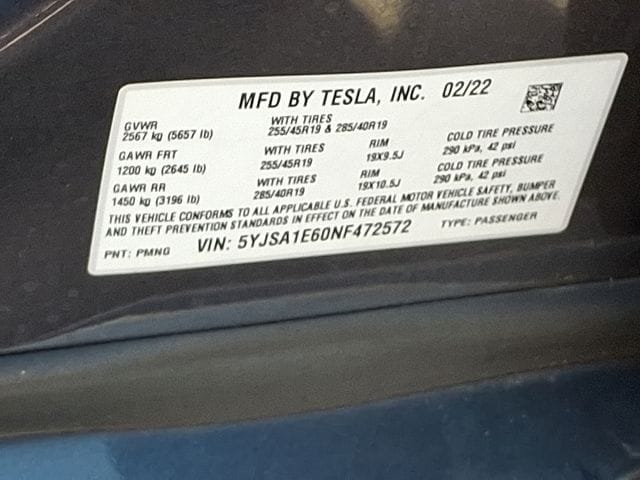 MFD BY TESLA, INC. 02/22
GVWR
2567 kg (5657 lb)
WITH TIRES
255/45R19 & 285/40R19
GAWR FRT
1200 kg (2645 lb)
WITH TIRES
255/45R19
RIM
19X9.5J
COLD TIRE PRESSURE
290 kPa, 42 psi
GAWR RR
1450 kg (3196 lb)
WITH TIRES
285/40R19
RIM
19X10.5J
COLD TIRE PRESSURE
290 kPa, 42 psi
THIS VEHICLE CONFORMS TO ALL APPLICABLE U.S. FEDERAL MOTOR VEHICLE SAFETY, BUMPER
AND THEFT PREVENTION STANDARDS IN EFFECT ON THE DATE OF MANUFACTURE SHOWN ABOVE.
PNT: PMNG
VIN: 5YJSA1E60NF472572
TYPE: PASSENGER